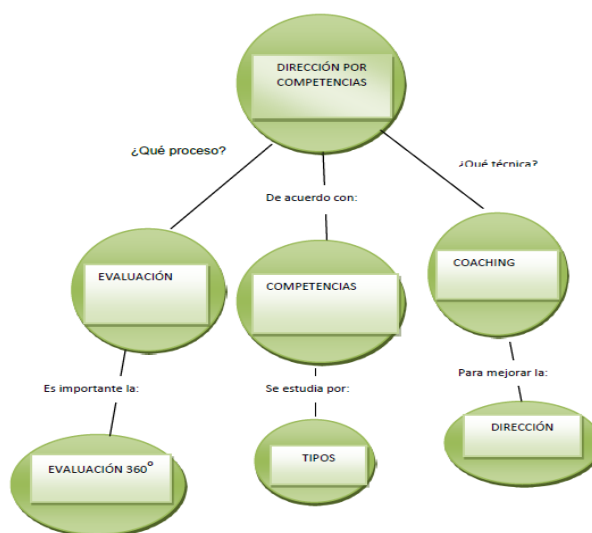 DIRECCIÓN POR
COMPETENCIAS
¿Qué proceso?
¿Qué técnica?
De acuerdo con:
EVALUACIÓN
COMPETENCIAS
COACHING
Es importante la:
Se estudia por:
Para mejorar la:
EVALUACIÓN 360°
TIPOS
DIRECCIÓN